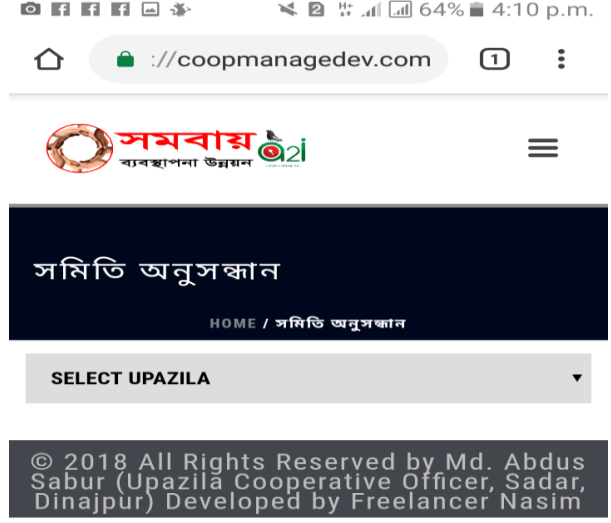 64% 4:10 p.m.
://coopmanagedev.com 1
সমবায়
ব্যবস্থাপনা উন্নয়ন a2i
সমিতি অনুসন্ধান
HOME / সমিতি অনুসন্ধান
SELECT UPAZILA
© 2018 All Rights Reserved by Md. Abdus
Sabur (Upazila Cooperative Officer, Sadar,
Dinajpur) Developed by Freelancer Nasim